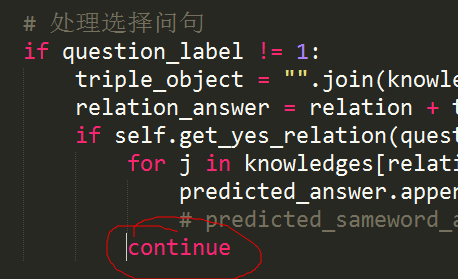 # 处理选择问句
if question_label != 1:
triple_object = "".join(knowle
relation_answer = relation + t
if self.get_yes_relation(quest
for j in knowledges[relati
predicted_answer.appen
# predicted_sameword_a
continue